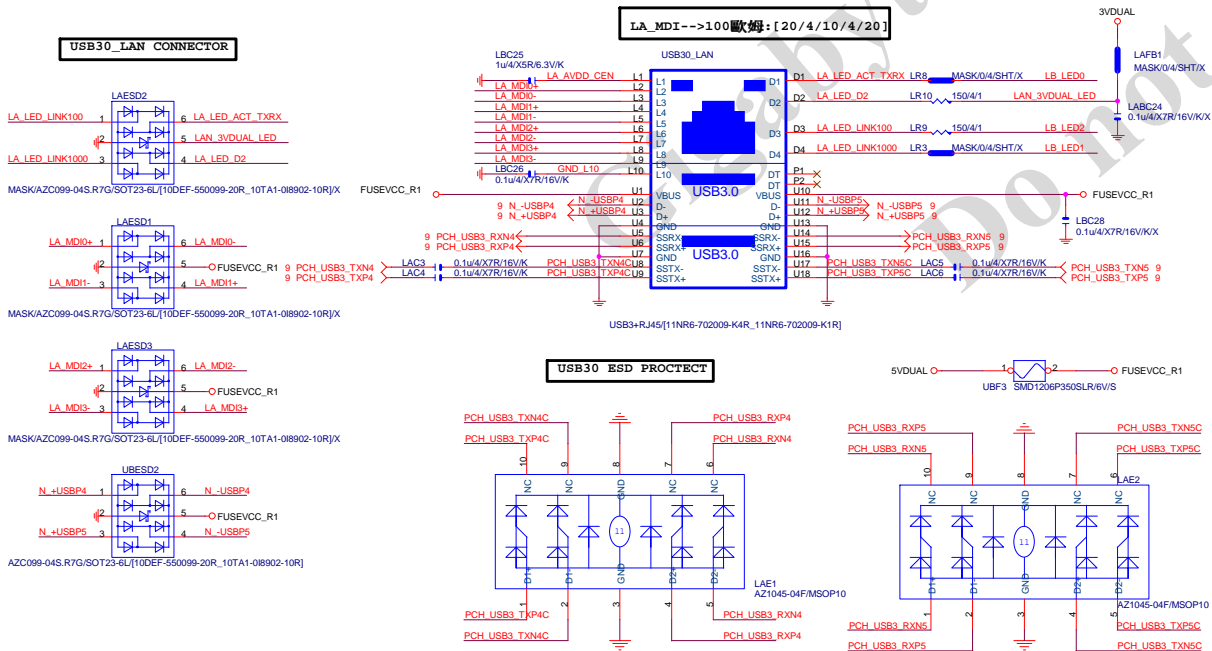 USB30_LAN CONNECTOR
LA_MDI-->100歐姆:[20/4/10/4/20]
Gigabyte
Do not
LAESD2
LA_LED_LINK100 1 6 LA_LED_ACT_TXRX
2 5 LAN_3VDUAL_LED
LA_LED_LINK1000 3 4 LA_LED_D2
MASK/AZC099-04S.R7G/SOT23-6L/[10DEF-550099-20R_10TA1-0I8902-10R]/X
LAESD1
LA_MDI0+ 1 6 LA_MDI0-
2 5 FUSEVCC_R1
LA_MDI1- 3 4 LA_MDI1+
MASK/AZC099-04S.R7G/SOT23-6L/[10DEF-550099-20R_10TA1-0I8902-10R]/X
LAESD3
LA_MDI2+ 1 6 LA_MDI2-
2 5 FUSEVCC_R1
LA_MDI3- 3 4 LA_MDI3+
MASK/AZC099-04S.R7G/SOT23-6L/[10DEF-550099-20R_10TA1-0I8902-10R]/X
UBESD2
N_+USBP4 1 6 N_-USBP4
2 5 FUSEVCC_R1
N_+USBP5 3 4 N_-USBP5
AZC099-04S.R7G/SOT23-6L/[10DEF-550099-20R_10TA1-0I8902-10R]
USB30_LAN
LBC25
1u/4/X5R/6.3V/K
LA_AVDD_CEN L1 L1
LA_MDI0+ L2 L2
LA_MDI0- L3 L3
LA_MDI1+ L4 L4
LA_MDI1- L5 L5
LA_MDI2+ L6 L6
LA_MDI2- L7 L7
LA_MDI3+ L8 L8
LA_MDI3- L9 L9
LBC26 GND_L10 L10 L10
0.1u/4/X7R/16V/K
FUSEVCC_R1 U1 VBUS
9 N_-USBP4 N_-USBP4 U2 D-
9 N_+USBP4 N_+USBP4 U3 D+
U4 GND
9 PCH_USB3_RXN4 U5 SSRX-
9 PCH_USB3_RXP4 U6 SSRX+
U7 GND
9 PCH_USB3_TXN4 LAC3 0.1u/4/X7R/16V/K PCH_USB3_TXN4C U8 SSTX-
9 PCH_USB3_TXP4 LAC4 0.1u/4/X7R/16V/K PCH_USB3_TXP4C U9 SSTX+
USB3.0
USB3.0
3VDUAL
LAFB1
MASK/0/4/SHT/X
D1 D1 LA_LED_ACT_TXRX LR8 MASK/0/4/SHT/X LB_LED0
D2 D2 LA_LED_D2 LR10 150/4/1 LAN_3VDUAL_LED
LABC24
0.1u/4/X7R/16V/K/X
D3 D3 LA_LED_LINK100 LR9 150/4/1 LB_LED2
D4 D4 LA_LED_LINK1000 LR3 MASK/0/4/SHT/X LB_LED1
DT P1
DT P2
VBUS U10 FUSEVCC_R1
D- U11 N_-USBP5 N_-USBP5 9
D+ U12 N_+USBP5 N_+USBP5 9
GND U13
LBC28
0.1u/4/X7R/16V/K/X
SSRX- U14 PCH_USB3_RXN5 9
SSRX+ U15 PCH_USB3_RXP5 9
GND U16
SSTX- U17 PCH_USB3_TXN5C LAC5 0.1u/4/X7R/16V/K PCH_USB3_TXN5 9
SSTX+ U18 PCH_USB3_TXP5C LAC6 0.1u/4/X7R/16V/K PCH_USB3_TXP5 9
USB3+RJ45/[11NR6-702009-K4R_11NR6-702009-K1R]
USB30 ESD PROCTECT
5VDUAL 1 2 FUSEVCC_R1
UBF3 SMD1206P350SLR/6V/S
PCH_USB3_TXN4C PCH_USB3_RXP4
PCH_USB3_TXP4C PCH_USB3_RXN4
10 9 8 7 6
NC NC GND NC NC
11
D1+ D1- GND D2+ D2-
LAE1
AZ1045-04F/MSOP10
1 2 3 4 5
PCH_USB3_TXP4C PCH_USB3_RXN4
PCH_USB3_TXN4C PCH_USB3_RXP4
PCH_USB3_RXP5 PCH_USB3_TXN5C
PCH_USB3_RXN5 PCH_USB3_TXP5C
10 9 8 7 6
LAE2
NC NC GND NC NC
11
D1+ D1- GND D2+ D2-
AZ1045-04F/MSOP10
1 2 3 4 5
PCH_USB3_RXN5 PCH_USB3_TXP5C
PCH_USB3_RXP5 PCH_USB3_TXN5C